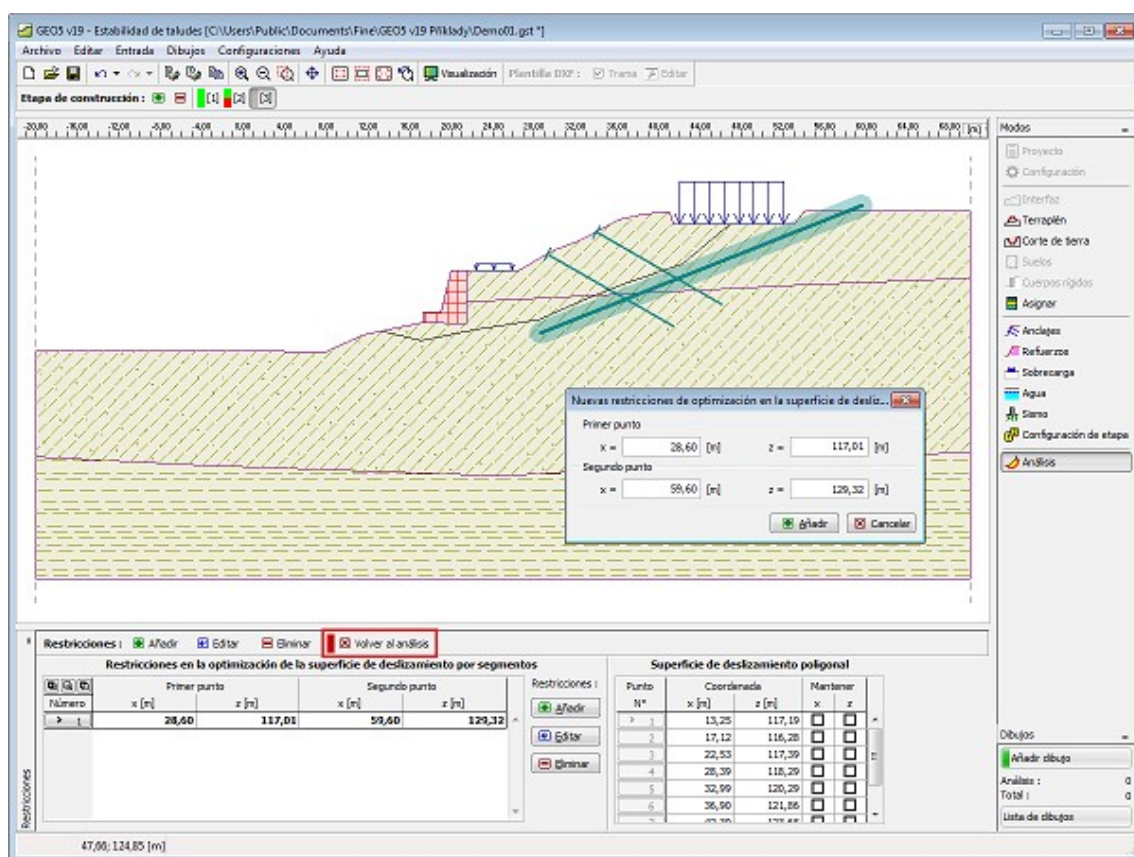 GEO5 v19 - Estabilidad de taludes [C:\Users\Public\Documents\Fine\GEO5 v19 Příklady\Demo01.gst *]
Archivo Editar Entrada Dibujos Configuraciones Ayuda
Visualización Plantilla DXF : Trama Editar
Etapa de construcción : [1] [2] [3]
[m]
Modos
Proyecto
Configuración
Interfaz
Terraplén
Corte de tierra
Suelos
Cuerpos rígidos
Asignar
Anclajes
Refuerzos
Sobrecarga
Agua
Sismo
Configuración de etapa
Análisis
Nuevas restricciones de optimización en la superficie de desliz...
Primer punto
x = 28,60 [m] z = 117,01 [m]
Segundo punto
x = 59,60 [m] z = 129,32 [m]
Añadir Cancelar
Restricciones : Añadir Editar Eliminar Volver al análisis
Restricciones en la optimización de la superficie de deslizamiento por segmentos
Número Primer punto Segundo punto
x [m] z [m] x [m] z [m]
1 28,60 117,01 59,60 129,32
Restricciones :
Añadir
Editar
Eliminar
Superficie de deslizamiento poligonal
Punto Coordenada Mantener
N° x [m] z [m] x z
1 13,25 117,19
2 17,12 116,28
3 22,53 117,39
4 28,39 118,29
5 32,99 120,29
6 36,90 121,86
Restricciones
Dibujos
Añadir dibujo
Análisis : 0
Total : 0
Lista de dibujos
47,66; 124,85 [m]